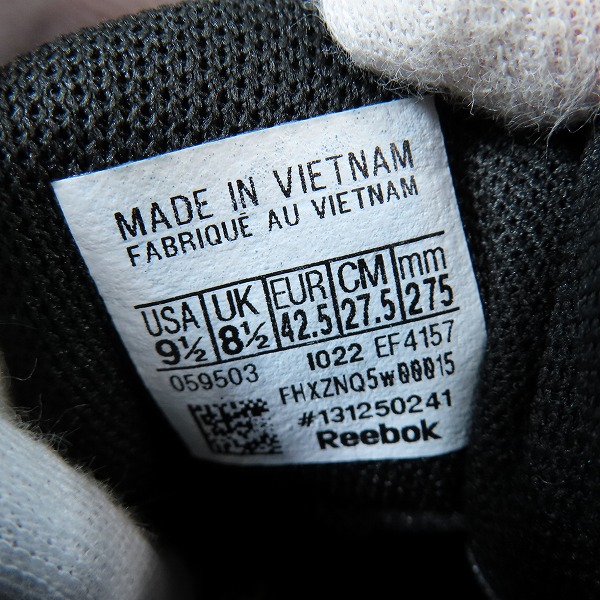 MADE IN VIETNAM
FABRIQUÉ AU VIETNAM
USA UK EUR CM mm
9½ 8½ 42.5 27.5 275
059503 1022 EF4157
FHXZNQ5W00015
#131250241
Reebok